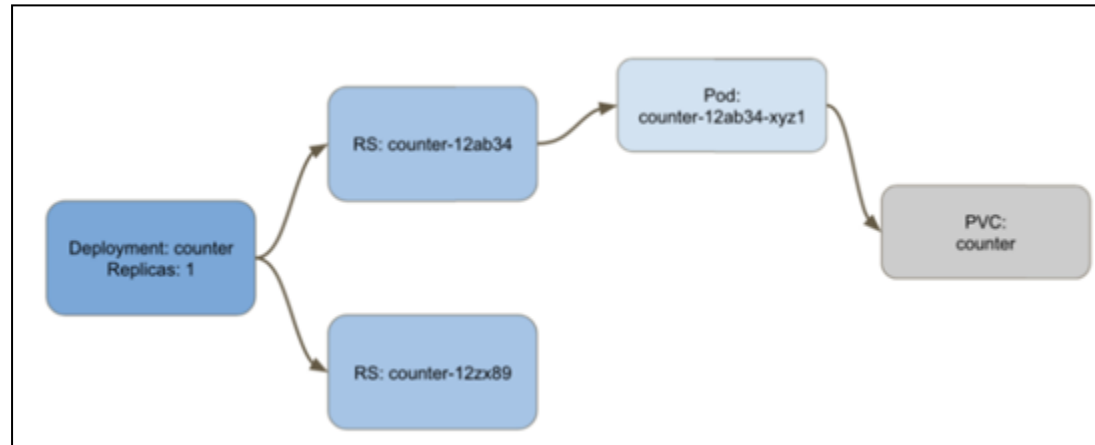 Deployment: counter
Replicas: 1
RS: counter-12ab34
RS: counter-12zx89
Pod:
counter-12ab34-xyz1
PVC:
counter